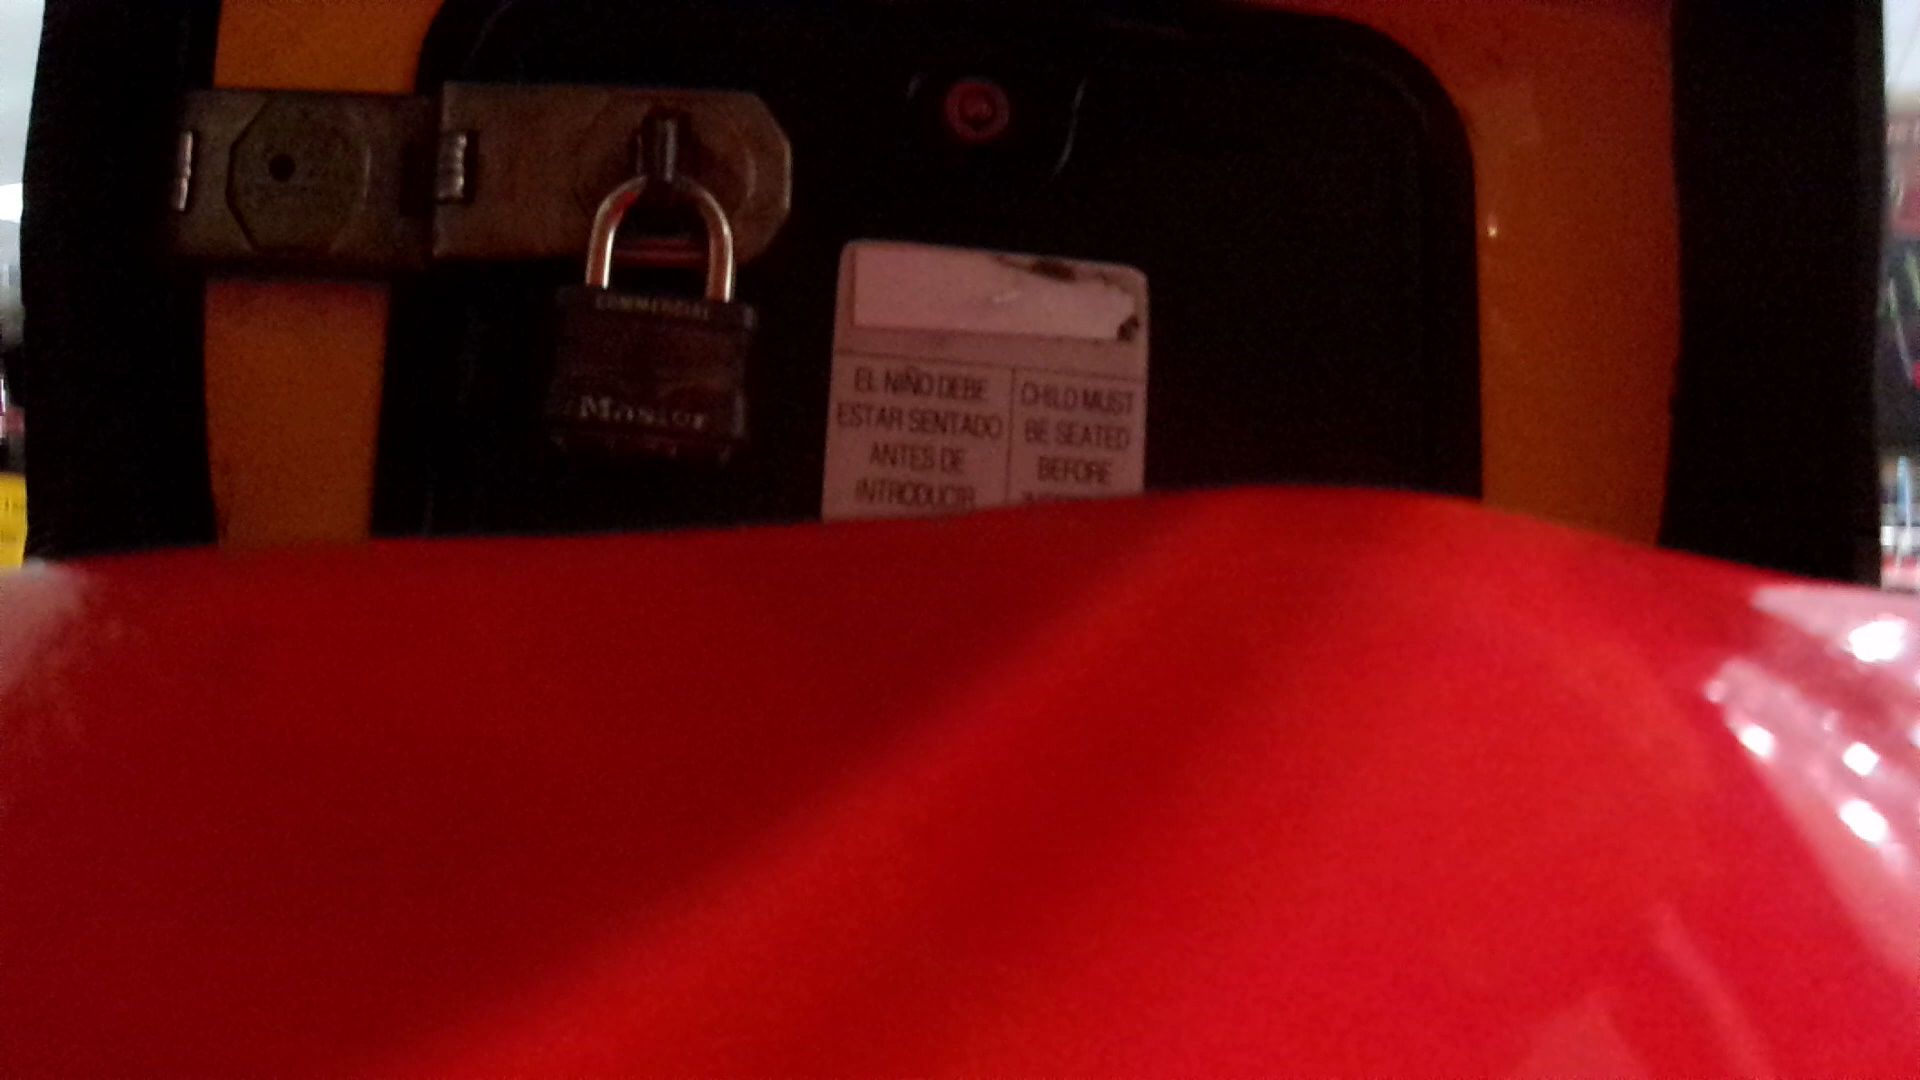 COMMERCIAL
Master
EL NIÑO DEBE
ESTAR SENTADO
ANTES DE
INTRODUCIR
CHILD MUST
BE SEATED
BEFORE